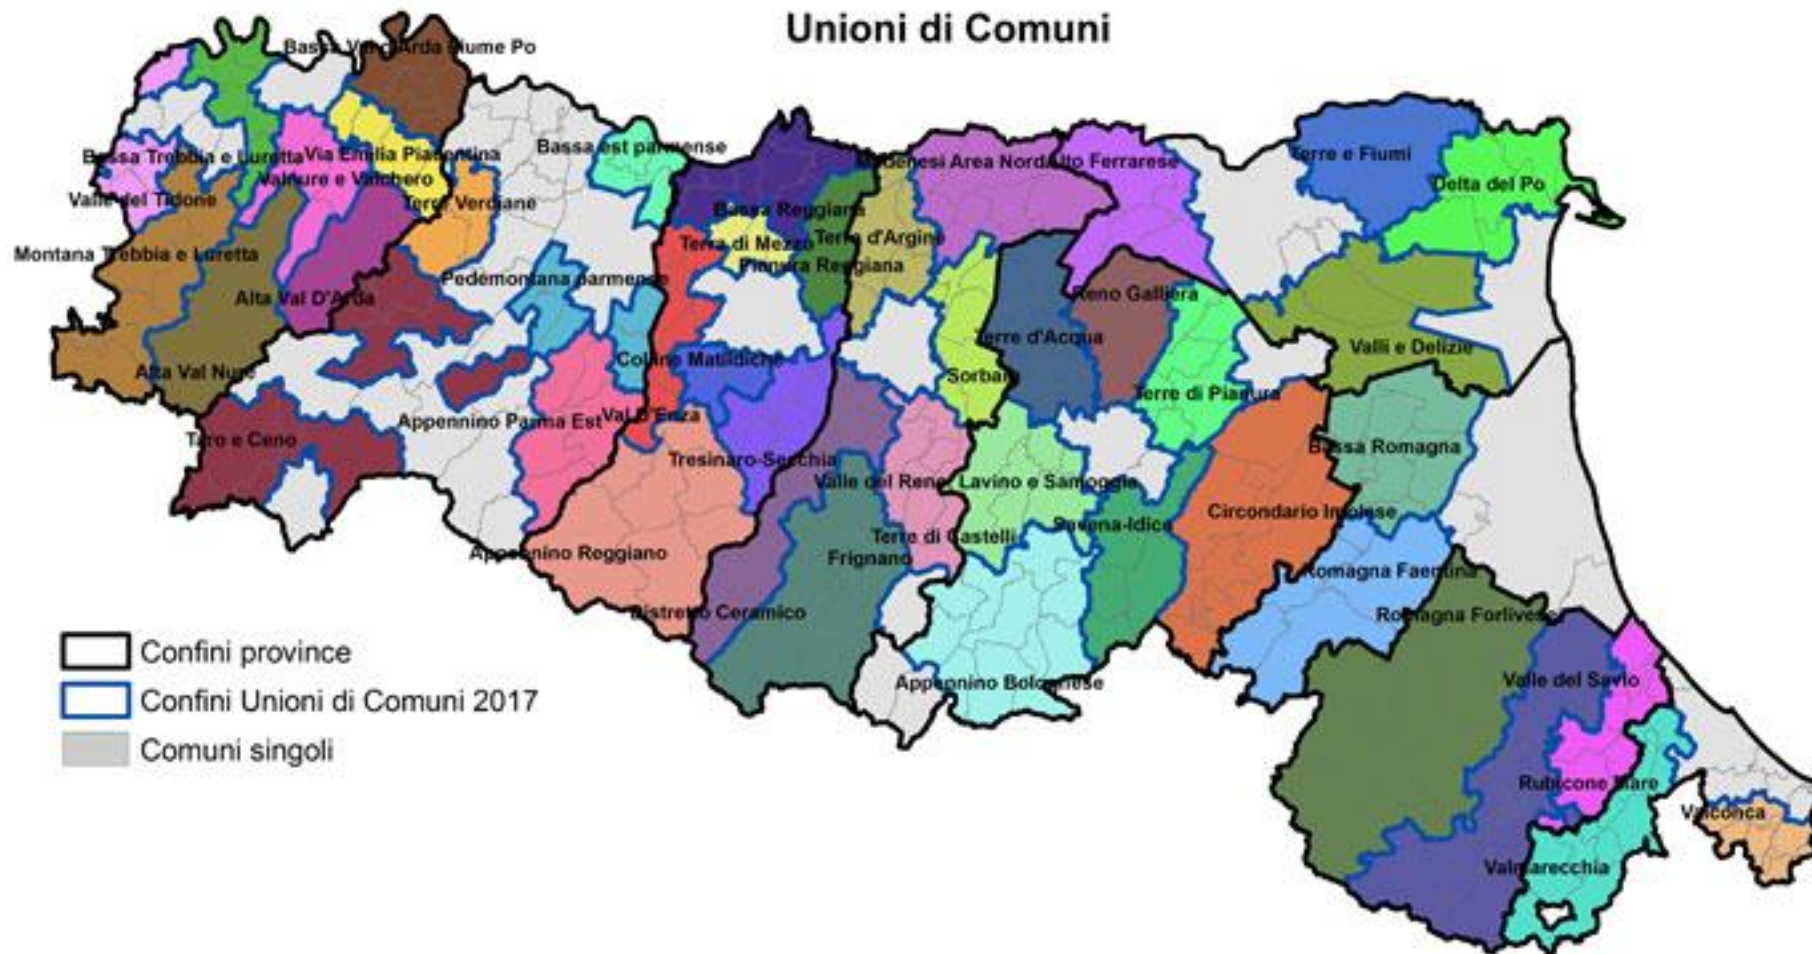 Unioni di Comuni
Bassa Val d'Arda Fiume Po
Bassa Trebbia e Luretta
Via Emilia Piacentina
Bassa est parmense
Valnure e Valchero
Valle del Tidone
Terre Verdiane
Montana Trebbia e Luretta
Alta Val D'Arda
Pedemontana parmense
Alta Val Nure
Taro e Ceno
Appennino Parma Est
Val D'Enza
Bassa Reggiana
Terra di Mezzo
Pianura Reggiana
Terre d'Argine
Modenesi Area Nord
Alto Ferrarese
Terre e Fiumi
Delta del Po
Colline Matildiche
Sorbara
Terre d'Acqua
Reno Galliera
Terre di Pianura
Valli e Delizie
Tresinaro-Secchia
Valle del Reno, Lavino e Samoggia
Terre di Castelli
Savena-Idice
Circondario Imolese
Bassa Romagna
Appennino Reggiano
Frignano
Distretto Ceramico
Romagna Faentina
Romagna Forlivese
Appennino Bolognese
Valle del Savio
Rubicone Mare
Valconca
Valmarecchia
Confini province
Confini Unioni di Comuni 2017
Comuni singoli